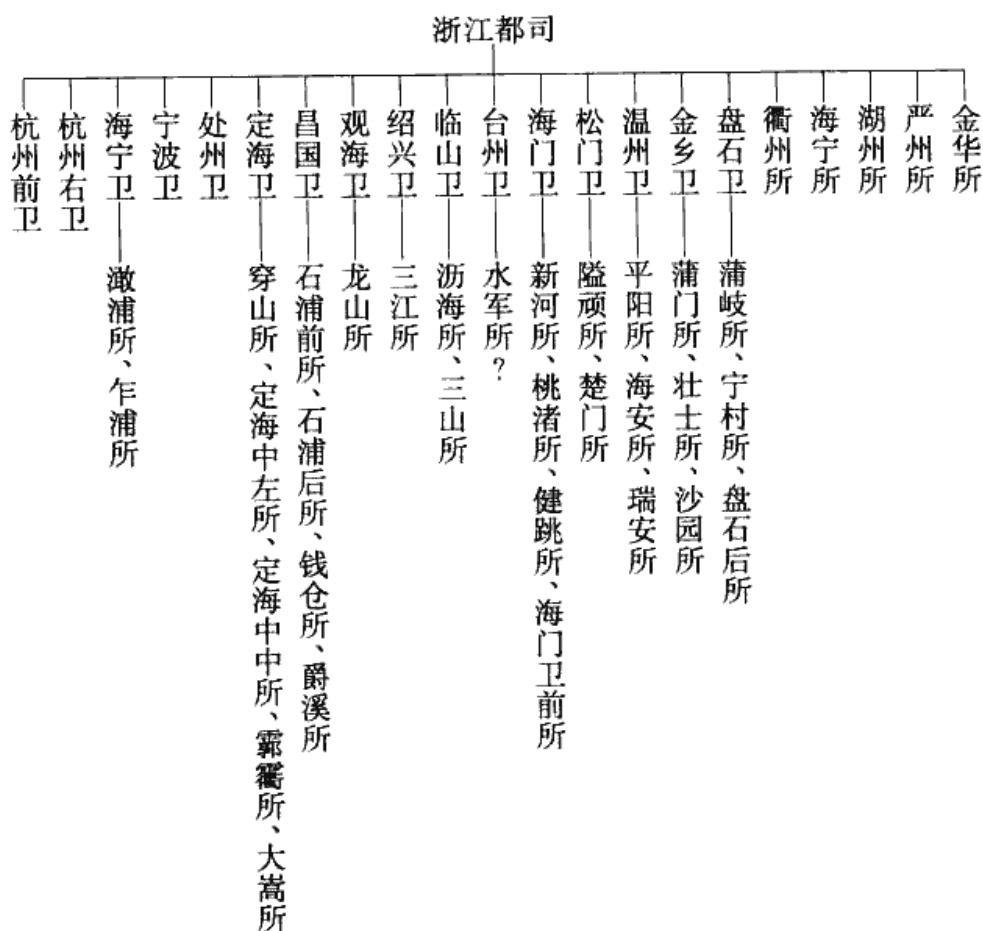 浙江都司
杭州前卫
杭州右卫
海宁卫
澉浦所、乍浦所
宁波卫
处州卫
定海卫
穿山所、定海中左所、定海中中所、霩䨥所、大嵩所
昌国卫
石浦前所、石浦后所、钱仓所、爵溪所
观海卫
龙山所
绍兴卫
三江所
临山卫
沥海所、三山所
台州卫
水军所?
海门卫
新河所、桃渚所、健跳所、海门卫前所
松门卫
隘顽所、楚门所
温州卫
平阳所、海安所、瑞安所
金乡卫
蒲门所、壮士所、沙园所
盘石卫
蒲岐所、宁村所、盘石后所
衢州所
海宁所
湖州所
严州所
金华所